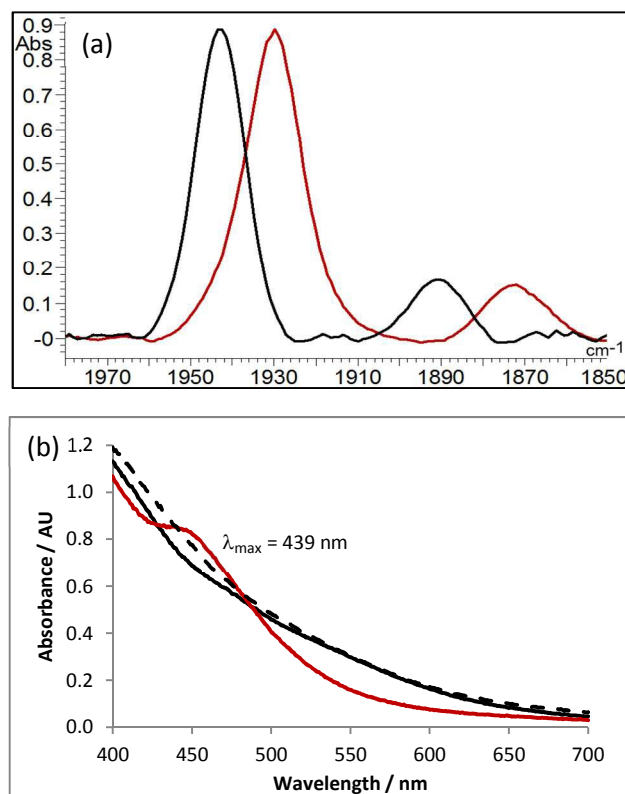 (a)
Abs
0.9
0.8
0.7
0.6
0.5
0.4
0.3
0.2
0.1
-0
cm-1
1970 1950 1930 1910 1890 1870 1850
(b)
λmax = 439 nm
Absorbance / AU
1.2
1.0
0.8
0.6
0.4
0.2
0.0
400 450 500 550 600 650 700
Wavelength / nm